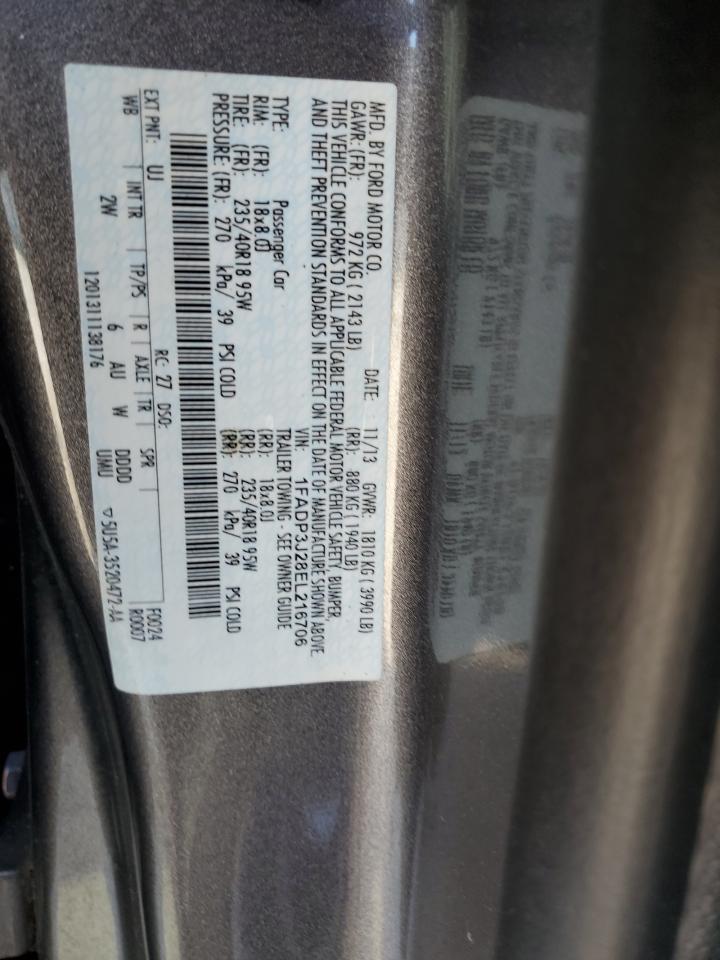 MFD. BY FORD MOTOR CO.
DATE: 11/13 GVWR: 1810 KG ( 3990 LB)
GAWR: (FR): 972 KG ( 2143 LB) (RR): 880 KG ( 1940 LB)
THIS VEHICLE CONFORMS TO ALL APPLICABLE FEDERAL MOTOR VEHICLE SAFETY, BUMPER,
AND THEFT PREVENTION STANDARDS IN EFFECT ON THE DATE OF MANUFACTURE SHOWN ABOVE.
VIN: 1FADP3J28EL216706
TYPE: Passenger Car TRAILER TOWING - SEE OWNER GUIDE
RIM: (FR): 18x8.0J (RR): 18x8.0J
TIRE: (FR): 235/40R18 95W (RR): 235/40R18 95W
PRESSURE: (FR): 270 kPa/ 39 PSI COLD (RR): 270 kPa/ 39 PSI COLD
EXT PNT: UJ RC: 27 DSO: F0024
WB | INT TR | TP/PS | R | AXLE | TR | SPR R0007
2W 6 AU W DDDD
1201311138176 UMU ▽5U5A-3520472-AA